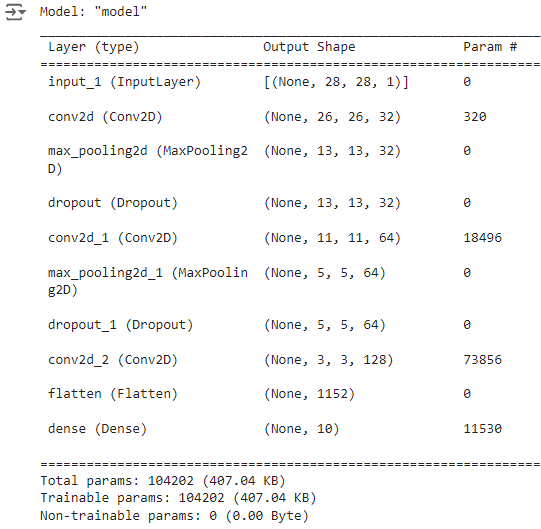 Model: "model"
_________________________________________________________________
Layer (type) Output Shape Param #
=================================================================
input_1 (InputLayer) [(None, 28, 28, 1)] 0
conv2d (Conv2D) (None, 26, 26, 32) 320
max_pooling2d (MaxPooling2 (None, 13, 13, 32) 0
D)
dropout (Dropout) (None, 13, 13, 32) 0
conv2d_1 (Conv2D) (None, 11, 11, 64) 18496
max_pooling2d_1 (MaxPoolin (None, 5, 5, 64) 0
g2D)
dropout_1 (Dropout) (None, 5, 5, 64) 0
conv2d_2 (Conv2D) (None, 3, 3, 128) 73856
flatten (Flatten) (None, 1152) 0
dense (Dense) (None, 10) 11530
=================================================================
Total params: 104202 (407.04 KB)
Trainable params: 104202 (407.04 KB)
Non-trainable params: 0 (0.00 Byte)